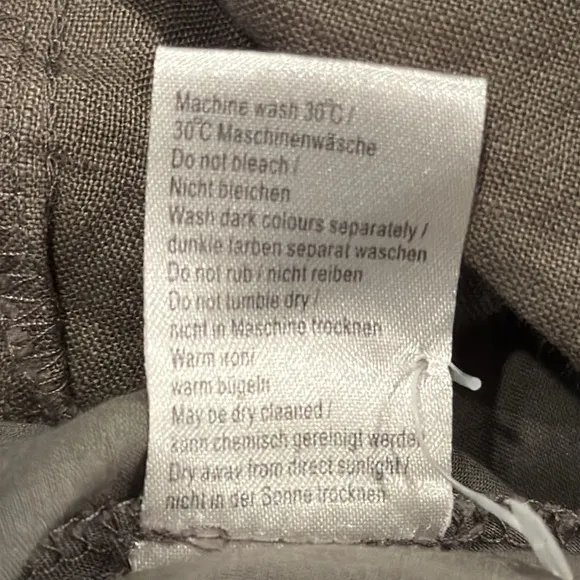 Machine wash 30°C /
30°C Maschinenwäsche
Do not bleach /
Nicht bleichen
Wash dark colours separately /
dunkle farben separat waschen
Do not rub / nicht reiben
Do not tumble dry /
nicht in Maschine trocknen
Warm iron/
warm bügeln
May be dry cleaned /
kann chemisch gereinigt werden
Dry away from direct sunlight /
nicht in der Sonne trocknen